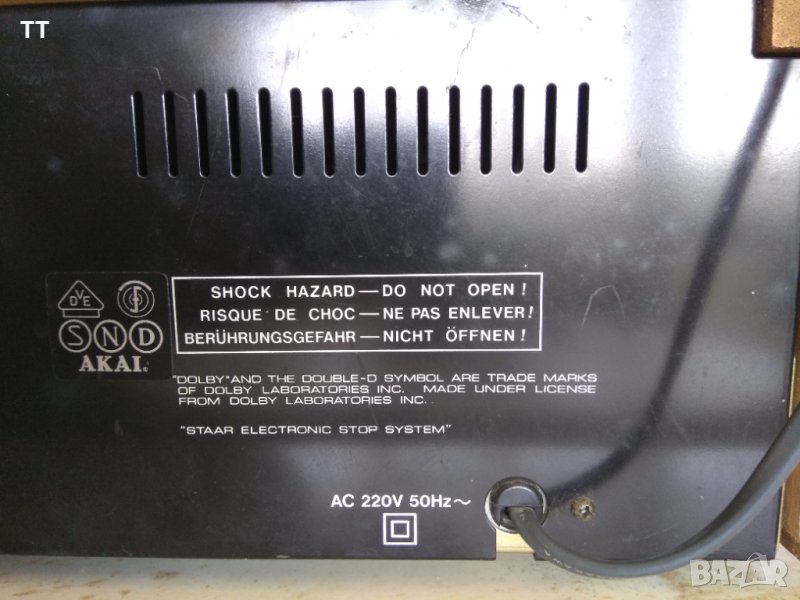 TT
SHOCK HAZARD — DO NOT OPEN !
RISQUE DE CHOC — NE PAS ENLEVER !
BERÜHRUNGSGEFAHR — NICHT ÖFFNEN !
DVE
S N D
AKAI
"DOLBY" AND THE DOUBLE-D SYMBOL ARE TRADE MARKS
OF DOLBY LABORATORIES INC. MADE UNDER LICENSE
FROM DOLBY LABORATORIES INC.
"STAAR ELECTRONIC STOP SYSTEM"
AC 220V 50Hz ~
BAZAR